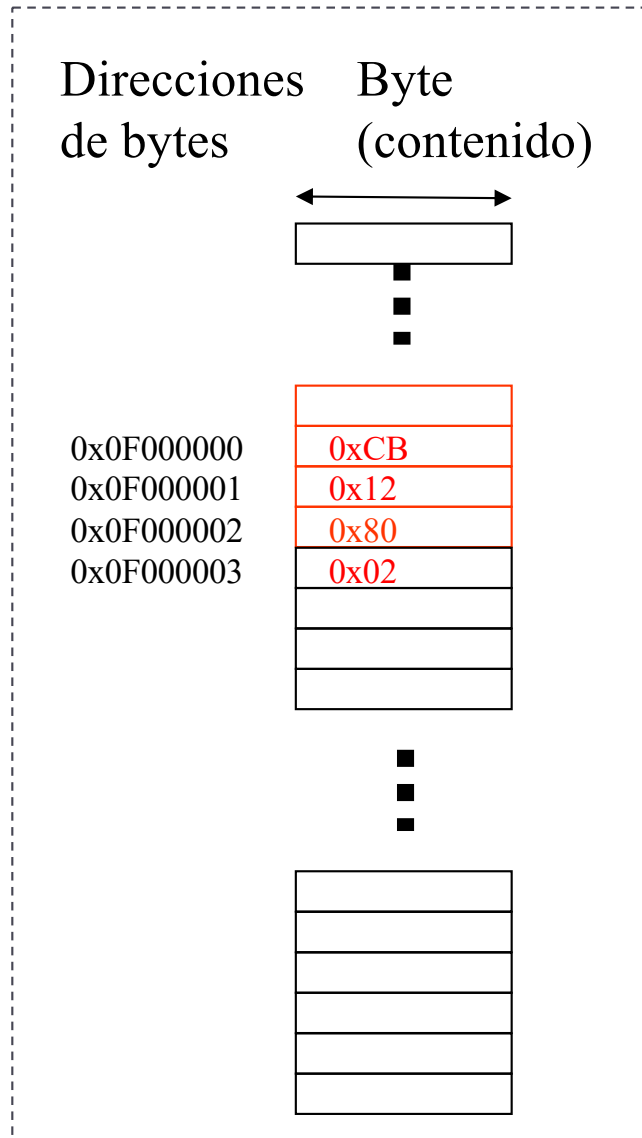 Direcciones de bytes
Byte (contenido)
0x0F000000 0xCB
0x0F000001 0x12
0x0F000002 0x80
0x0F000003 0x02